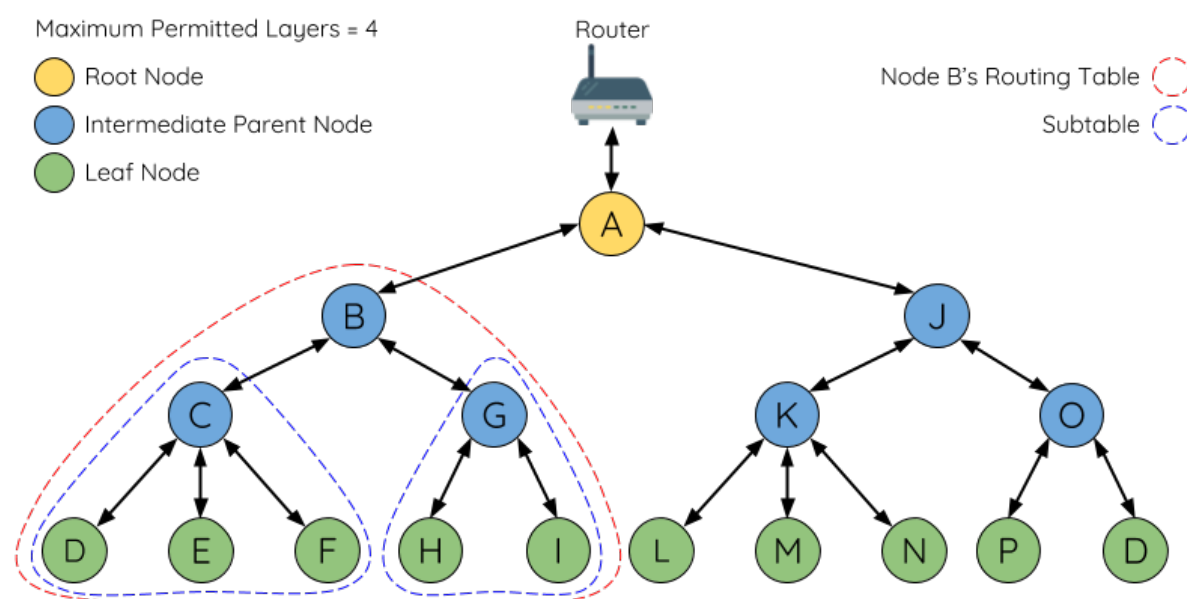 Maximum Permitted Layers = 4
Router
Root Node
Node B's Routing Table
Intermediate Parent Node
Subtable
Leaf Node
A
B
J
C
G
K
O
D
E
F
H
I
L
M
N
P
D